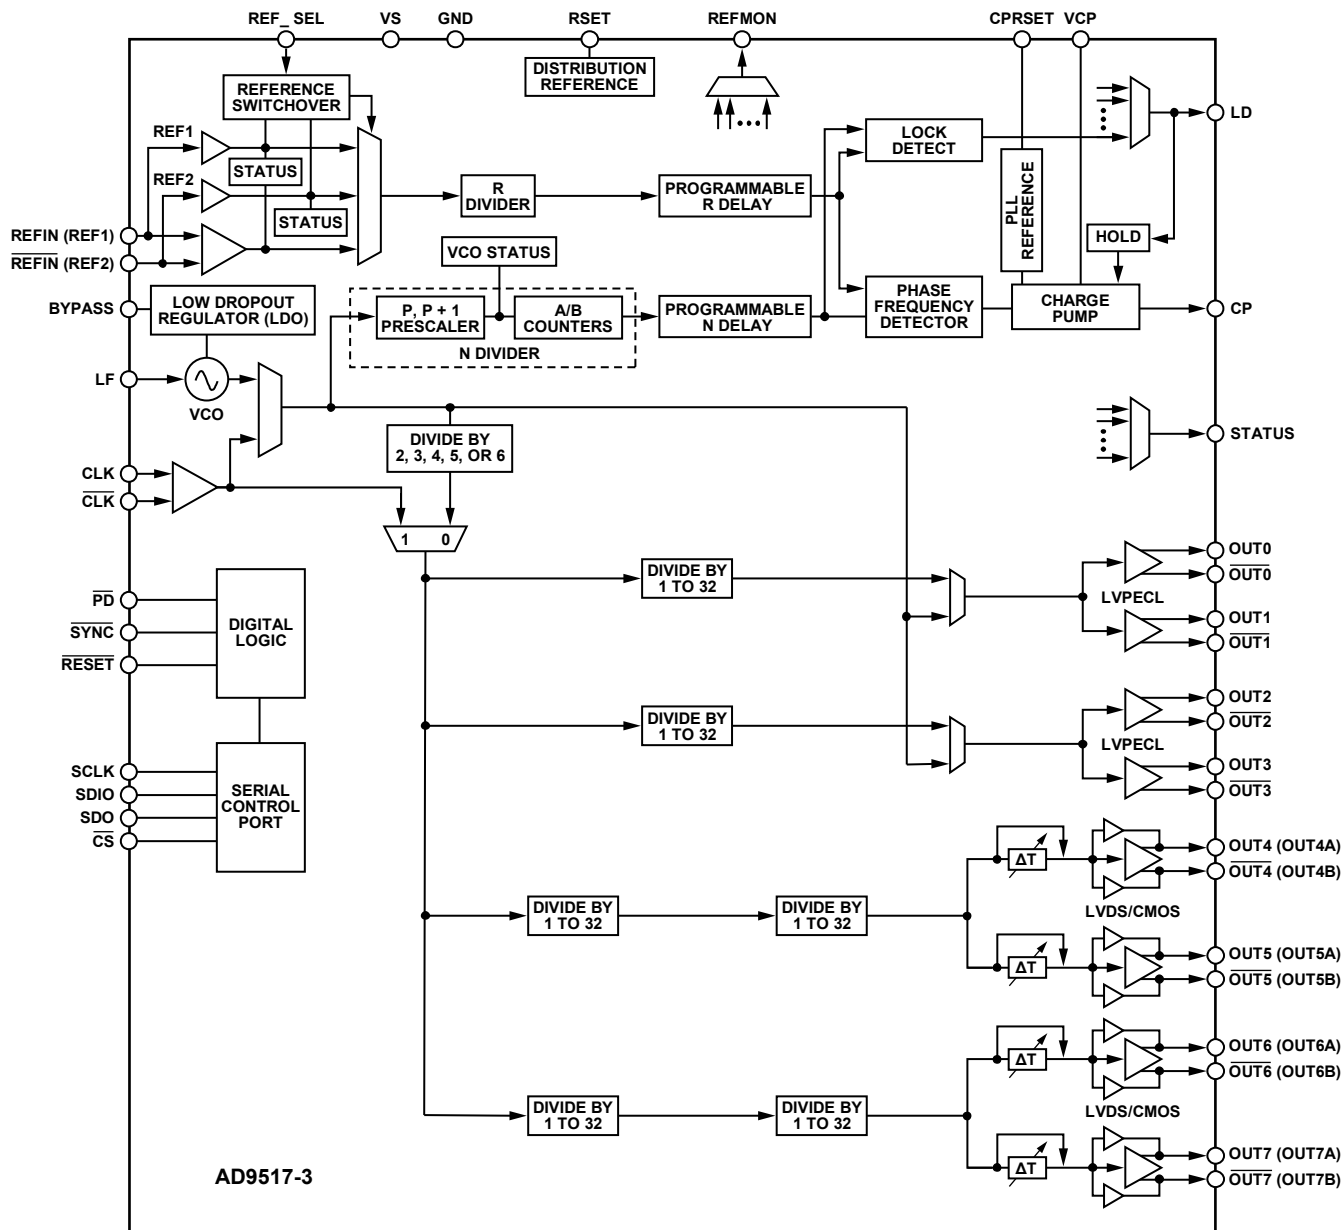 REF_ SEL VS GND RSET REFMON CPRSET VCP
DISTRIBUTION
REFERENCE
REFERENCE
SWITCHOVER
REF1
STATUS
REF2
STATUS
REFIN (REF1)
REFIN (REF2)
R
DIVIDER
PROGRAMMABLE
R DELAY
LOCK
DETECT
LD
PLL
REFERENCE
HOLD
VCO STATUS
BYPASS
LOW DROPOUT
REGULATOR (LDO)
P, P + 1
PRESCALER
A/B
COUNTERS
N DIVIDER
PROGRAMMABLE
N DELAY
PHASE
FREQUENCY
DETECTOR
CHARGE
PUMP
CP
LF
VCO
STATUS
DIVIDE BY
2, 3, 4, 5, OR 6
CLK
CLK
1 0
DIVIDE BY
1 TO 32
LVPECL
OUT0
OUT0
OUT1
OUT1
PD
SYNC
RESET
DIGITAL
LOGIC
DIVIDE BY
1 TO 32
LVPECL
OUT2
OUT2
OUT3
OUT3
SCLK
SDIO
SDO
CS
SERIAL
CONTROL
PORT
DIVIDE BY
1 TO 32
DIVIDE BY
1 TO 32
ΔT
OUT4 (OUT4A)
OUT4 (OUT4B)
LVDS/CMOS
ΔT
OUT5 (OUT5A)
OUT5 (OUT5B)
DIVIDE BY
1 TO 32
DIVIDE BY
1 TO 32
ΔT
OUT6 (OUT6A)
OUT6 (OUT6B)
LVDS/CMOS
ΔT
OUT7 (OUT7A)
OUT7 (OUT7B)
AD9517-3